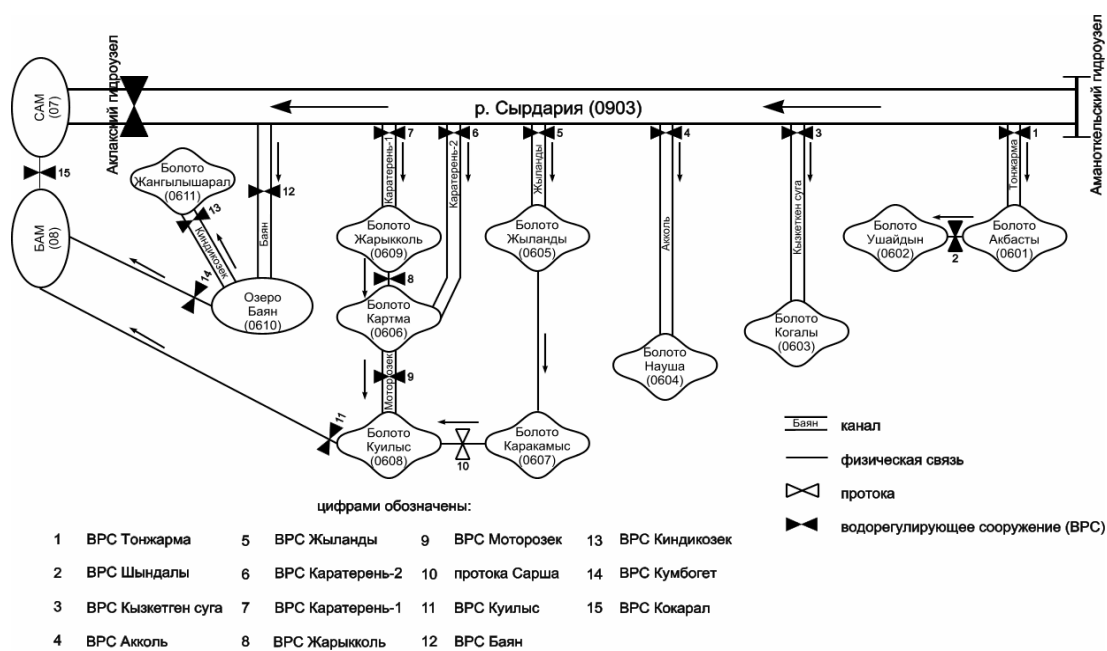 Аклакский гидроузел
Аманоткельский гидроузел
САМ
(07)
р. Сырдария (0903)
15
БАМ
(08)
Болото
Жангылышарал
(0611)
13
Киндикозек
14
12
Баян
Озеро
Баян
(0610)
7
Каратерень-1
6
Каратерень-2
5
Жыланды
4
Акколь
3
Кызкеткен суга
1
Тонжарма
Болото
Жарыкколь
(0609)
Болото
Жыланды
(0605)
Болото
Ушайдын
(0602)
2
Болото
Акбасты
(0601)
8
Болото
Картма
(0606)
Болото
Науша
(0604)
Болото
Когалы
(0603)
Моторозек
9
11
Болото
Куилыс
(0608)
10
Болото
Каракамыс
(0607)
Баян канал
физическая связь
протока
водорегулирующее сооружение (ВРС)
цифрами обозначены:
1 ВРС Тонжарма 5 ВРС Жыланды 9 ВРС Моторозек 13 ВРС Киндикозек
2 ВРС Шындалы 6 ВРС Каратерень-2 10 протока Сарша 14 ВРС Кумбогет
3 ВРС Кызкетген суга 7 ВРС Каратерень-1 11 ВРС Куилыс 15 ВРС Кокарал
4 ВРС Акколь 8 ВРС Жарыкколь 12 ВРС Баян